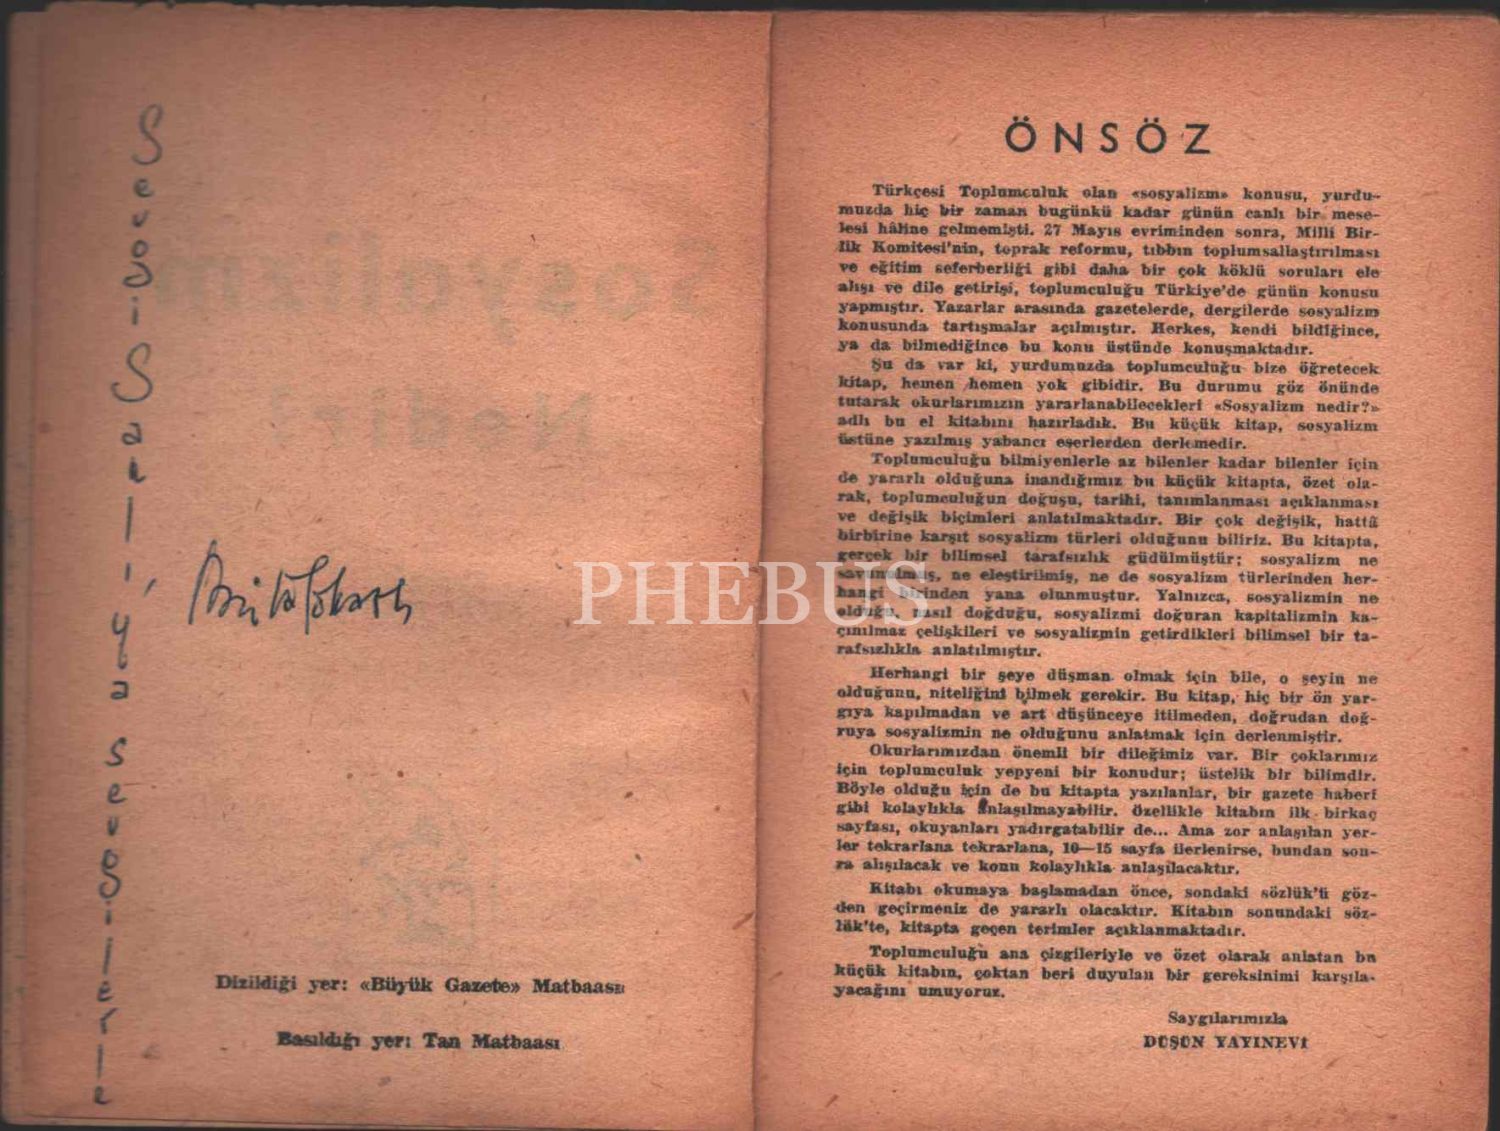 Sevgi Sal'ıya sevgilerle
Dizildiği yer: «Büyük Gazete» Matbaası
Basıldığı yer: Tan Matbaası
PHEBUS
ÖNSÖZ
Türkçesi Toplumculuk olan «sosyalizm» konusu, yurdu-
muzda hiç bir zaman bugünkü kadar günün canlı bir mese-
lesi hâline gelmemişti. 27 Mayıs evriminden sonra, Milli Bir-
lik Komitesi'nin, toprak reformu, tıbbın toplumsallaştırılması
ve eğitim seferberliği gibi daha bir çok köklü soruları ele
alışı ve dile getirişi, toplumculuğu Türkiye'de günün konusu
yapmıştır. Yazarlar arasında gazetelerde, dergilerde sosyalizm
konusunda tartışmalar açılmıştır. Herkes, kendi bildiğince,
ya da bilmediğince bu konu üstünde konuşmaktadır.
Şu da var ki, yurdumuzda toplumculuğu bize öğretecek
kitap, hemen hemen yok gibidir. Bu durumu göz önünde
tutarak okurlarımızın yararlanabilecekleri «Sosyalizm nedir?»
adlı bu el kitabını hazırladık. Bu küçük kitap, sosyalizm
üstüne yazılmış yabancı eserlerden derlemedir.
Toplumculuğu bilmiyenlerle az bilenler kadar bilenler için
de yararlı olduğuna inandığımız bu küçük kitapta, özet ola-
rak, toplumculuğun doğuşu, tarihi, tanımlanması açıklanması
ve değişik biçimleri anlatılmaktadır. Bir çok değişik, hattâ
birbirine karşıt sosyalizm türleri olduğunu biliriz. Bu kitapta,
gerçek bir bilimsel tarafsızlık güdülmüştür; sosyalizm ne
savunulmuş, ne eleştirilmiş, ne de sosyalizm türlerinden her-
hangi birinden yana olunmuştur. Yalnızca, sosyalizmin ne
olduğu, nasıl doğduğu, sosyalizmi doğuran kapitalizmin ka-
çınılmaz çelişkileri ve sosyalizmin getirdikleri bilimsel bir ta-
rafsızlıkla anlatılmıştır.
Herhangi bir şeye düşman olmak için bile, o şeyin ne
olduğunu, niteliğini bilmek gerekir. Bu kitap, hiç bir ön yar-
gıya kapılmadan ve art düşünceye itilmeden, doğrudan doğ-
ruya sosyalizmin ne olduğunu anlatmak için derlenmiştir.
Okurlarımızdan önemli bir dileğimiz var. Bir çoklarımız
için toplumculuk yepyeni bir konudur; üstelik bir bilimdir.
Böyle olduğu için de bu kitapta yazılanlar, bir gazete haberi
gibi kolaylıkla anlaşılmayabilir. özellikle kitabın ilk birkaç
sayfası, okuyanları yadırgatabilir de... Ama zor anlaşılan yer-
ler tekrarlana tekrarlana, 10—15 sayfa ilerlenirse, bundan son-
ra alışılacak ve konu kolaylıkla anlaşılacaktır.
Kitabı okumaya başlamadan önce, sondaki sözlük'ü göz-
den geçirmeniz de yararlı olacaktır. Kitabın sonundaki söz-
lük'te, kitapta geçen terimler açıklanmaktadır.
Toplumculuğu ana çizgileriyle ve özet olarak anlatan bu
küçük kitabın, çoktan beri duyulan bir gereksinimi karşıla-
yacağını umuyoruz.
Saygılarımızla
DÜŞÜN YAYINEVİ